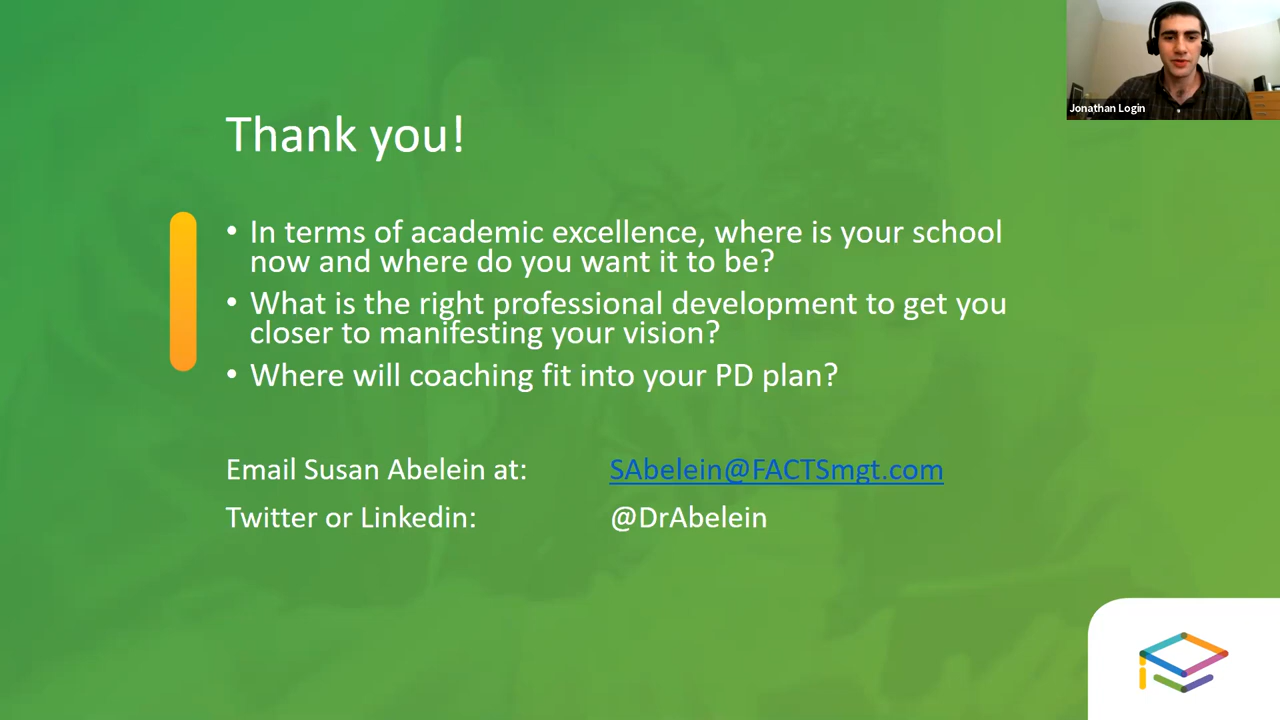 Jonathan Login
Thank you!
• In terms of academic excellence, where is your school
now and where do you want it to be?
• What is the right professional development to get you
closer to manifesting your vision?
• Where will coaching fit into your PD plan?
Email Susan Abelein at: SAbelein@FACTSmgt.com
Twitter or Linkedin: @DrAbelein